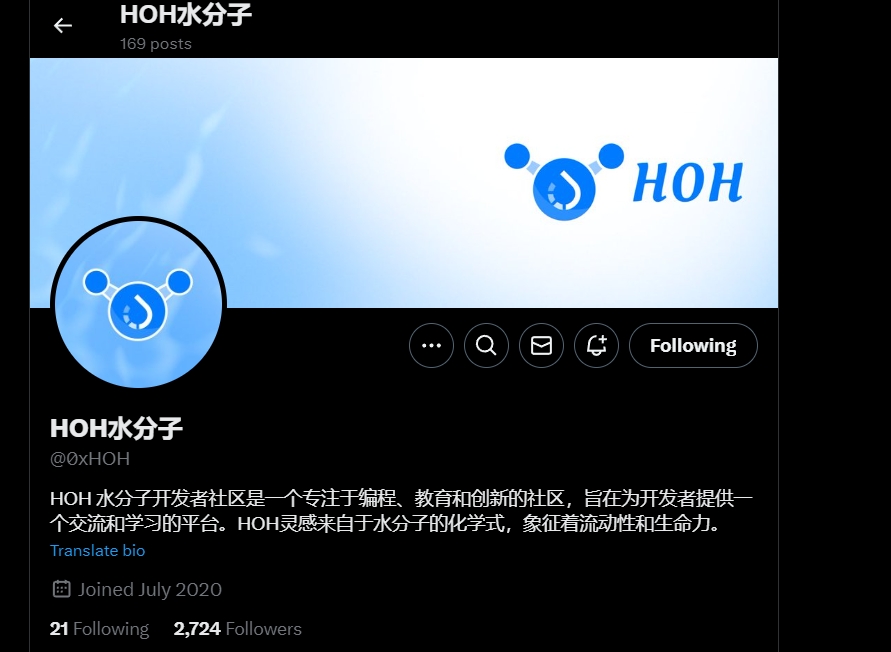 HOH水分子
169 posts
HOH
Following
HOH水分子
@0xHOH
HOH 水分子开发者社区是一个专注于编程、教育和创新的社区，旨在为开发者提供一
个交流和学习的平台。HOH灵感来自于水分子的化学式，象征着流动性和生命力。
Translate bio
Joined July 2020
21 Following 2,724 Followers